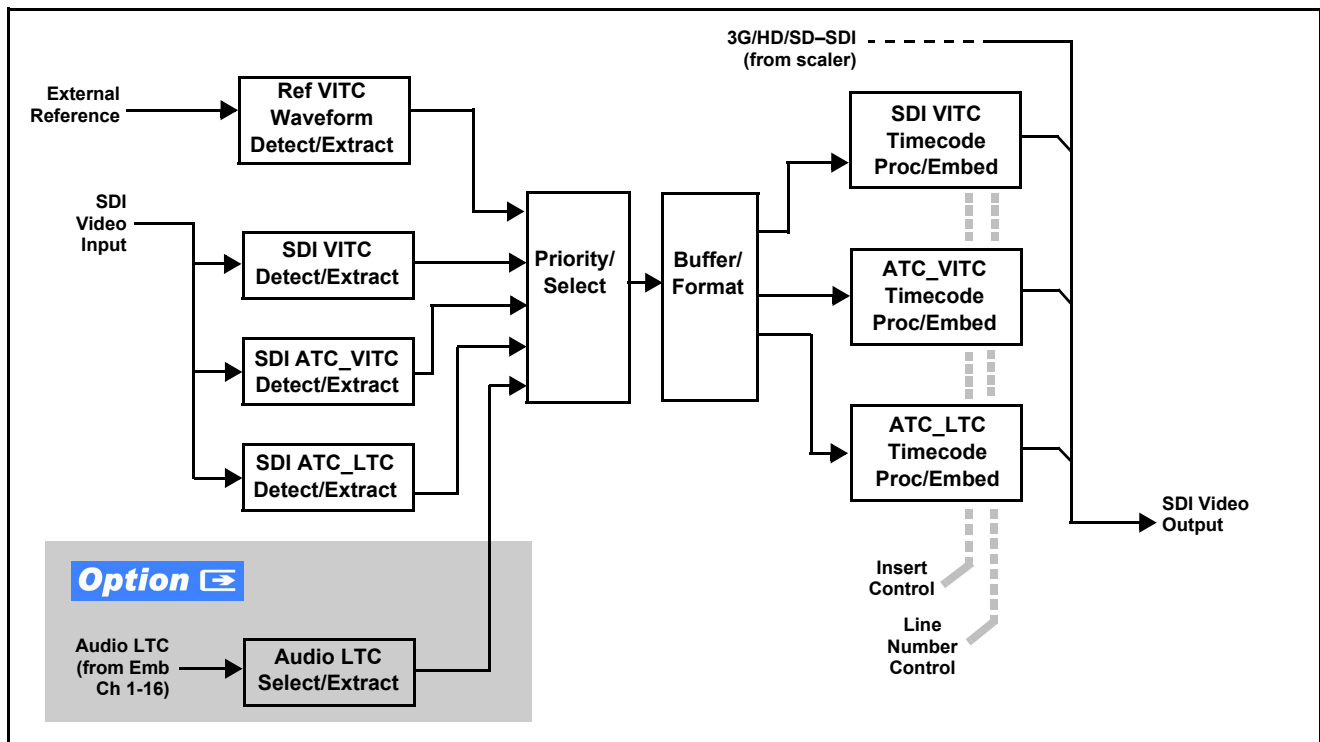 3G/HD/SD–SDI
(from scaler)
External
Reference
Ref VITC
Waveform
Detect/Extract
SDI VITC
Timecode
Proc/Embed
SDI
Video
Input
SDI VITC
Detect/Extract
Priority/
Select
Buffer/
Format
ATC_VITC
Timecode
Proc/Embed
SDI ATC_VITC
Detect/Extract
ATC_LTC
Timecode
Proc/Embed
SDI ATC_LTC
Detect/Extract
SDI Video
Output
Insert
Control
Line
Number
Control
Option
Audio LTC
(from Emb
Ch 1-16)
Audio LTC
Select/Extract